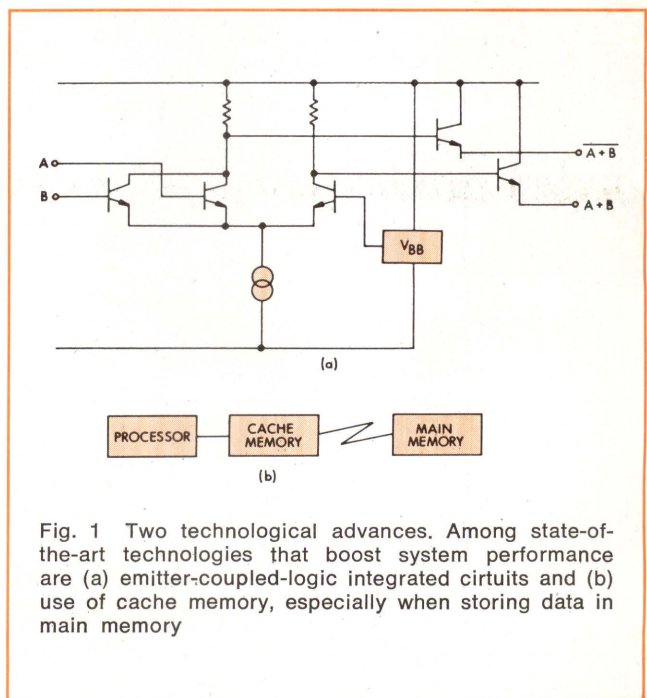 A
B
A + B
A + B
VBB
(a)
PROCESSOR
CACHE
MEMORY
MAIN
MEMORY
(b)
Fig. 1 Two technological advances. Among state-of-
the-art technologies that boost system performance
are (a) emitter-coupled-logic integrated cirtuits and (b)
use of cache memory, especially when storing data in
main memory